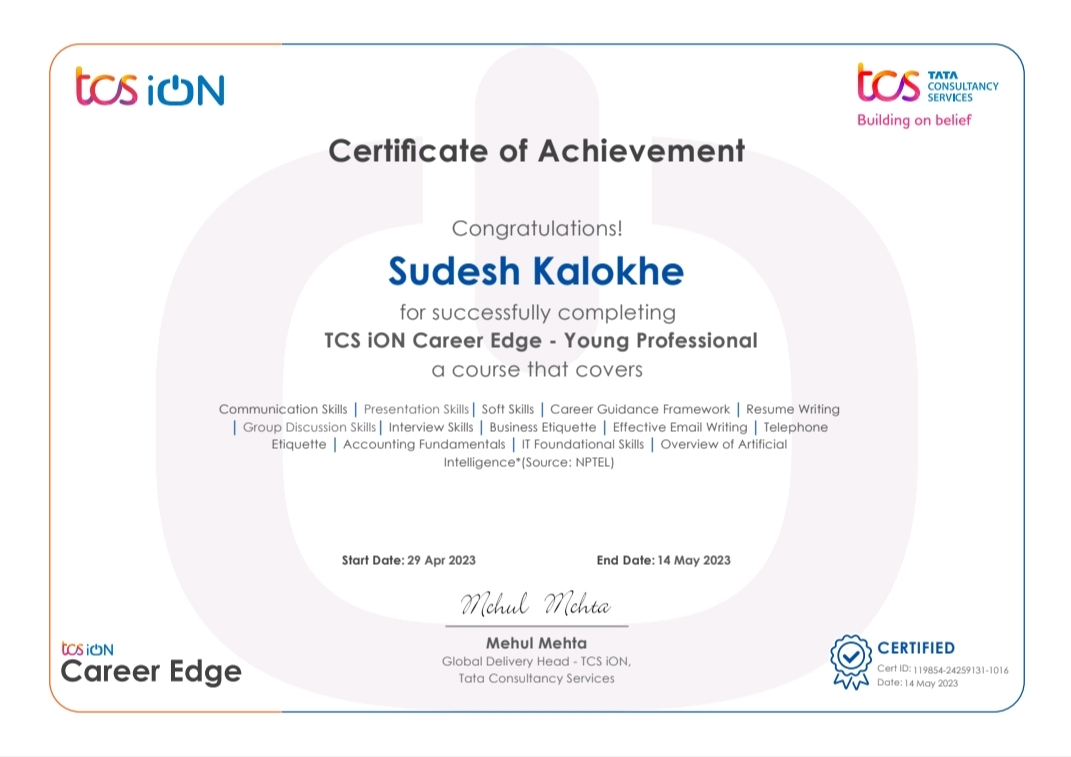 tcs iON
tcs TATA
CONSULTANCY
SERVICES
Building on belief
Certificate of Achievement
Congratulations!
Sudesh Kalokhe
for successfully completing
TCS iON Career Edge - Young Professional
a course that covers
Communication Skills | Presentation Skills | Soft Skills | Career Guidance Framework | Resume Writing
| Group Discussion Skills | Interview Skills | Business Etiquette | Effective Email Writing | Telephone
Etiquette | Accounting Fundamentals | IT Foundational Skills | Overview of Artificial
Intelligence*(Source: NPTEL)
Start Date: 29 Apr 2023 End Date: 14 May 2023
Mehul Mehta
Mehul Mehta
Global Delivery Head - TCS iON,
Tata Consultancy Services
tcs iON
Career Edge
CERTIFIED
Cert ID: 119854-24259131-1016
Date: 14 May 2023